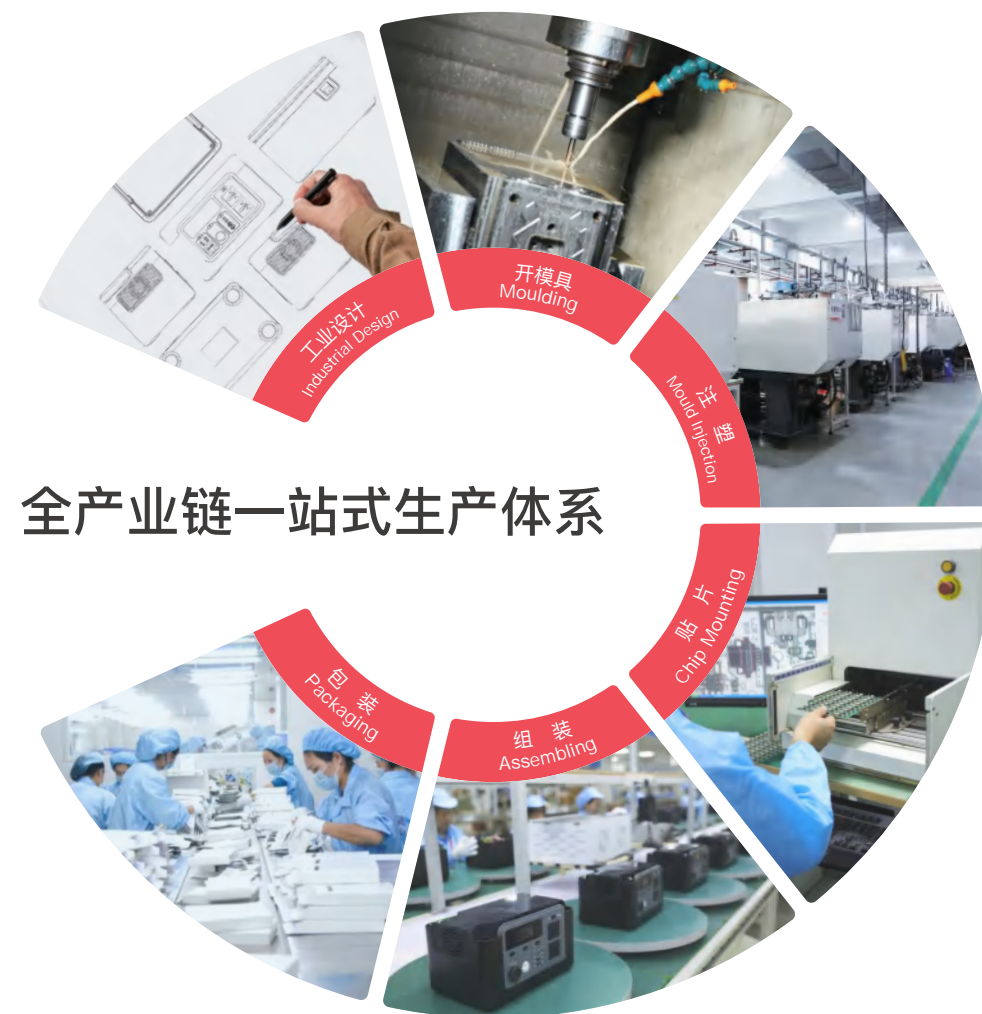 工业设计
Industrial Design
开模具
Moulding
注 塑
Mould Injection
全产业链一站式生产体系
贴 片
Chip Mounting
组 装
Assembling
包 装
Packaging